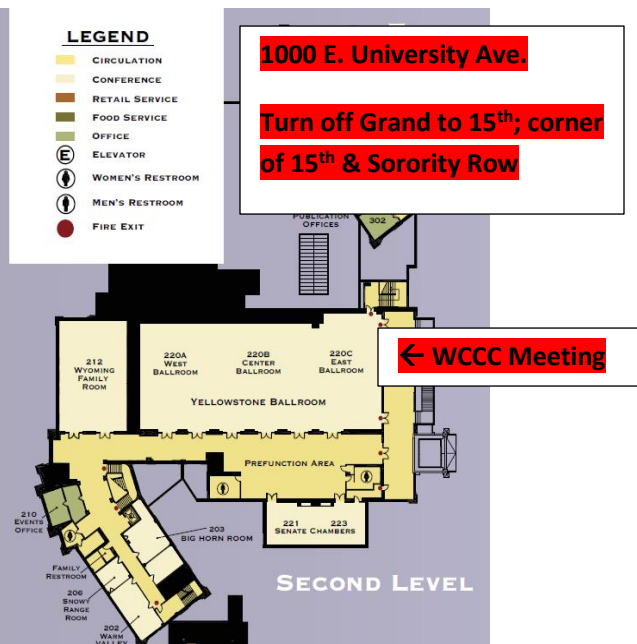 LEGEND
CIRCULATION
CONFERENCE
RETAIL SERVICE
FOOD SERVICE
OFFICE
E ELEVATOR
WOMEN'S RESTROOM
MEN'S RESTROOM
FIRE EXIT
1000 E. University Ave.
Turn off Grand to 15th; corner
of 15th & Sorority Row
PUBLICATION
OFFICES
302
← WCCC Meeting
212
WYOMING
FAMILY
ROOM
220A
WEST
BALLROOM
220B
CENTER
BALLROOM
220C
EAST
BALLROOM
YELLOWSTONE BALLROOM
PREFUNCTION AREA
210
EVENTS
OFFICE
203
BIG HORN ROOM
221
223
SENATE CHAMBERS
FAMILY
RESTROOM
206
SNOWY
RANGE
ROOM
202
WARM
VALLEY
SECOND LEVEL